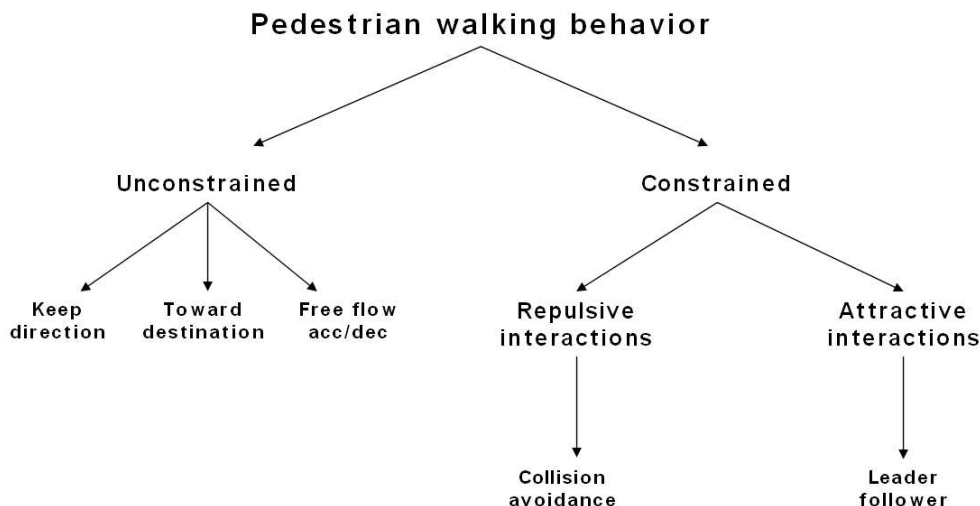 Pedestrian walking behavior
Unconstrained
Constrained
Keep
direction
Toward
destination
Free flow
acc/dec
Repulsive
interactions
Attractive
interactions
Collision
avoidance
Leader
follower